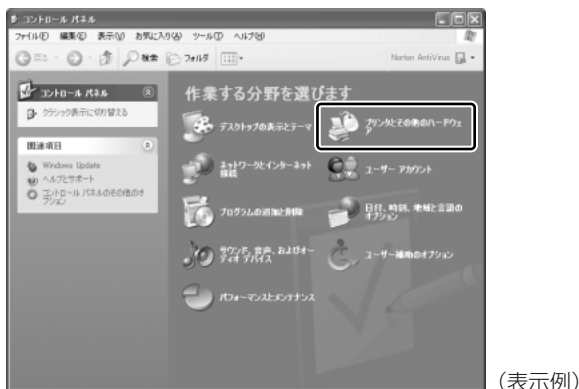 コントロール パネル
ファイル(F) 編集(E) 表示(V) お気に入り(A) ツール(T) ヘルプ(H)
戻る 検索 フォルダ Norton AntiVirus
コントロール パネル
クラシック表示に切り替える
関連項目
Windows Update
ヘルプとサポート
コントロール パネルのその他のオ
プション
作業する分野を選びます
デスクトップの表示とテーマ
プリンタとその他のハードウェ
ア
ネットワークとインターネット
接続
ユーザー アカウント
プログラムの追加と削除
日付、時刻、地域と言語の
オプション
サウンド、音声、およびオー
ディオ デバイス
ユーザー補助のオプション
パフォーマンスとメンテナンス
(表示例)